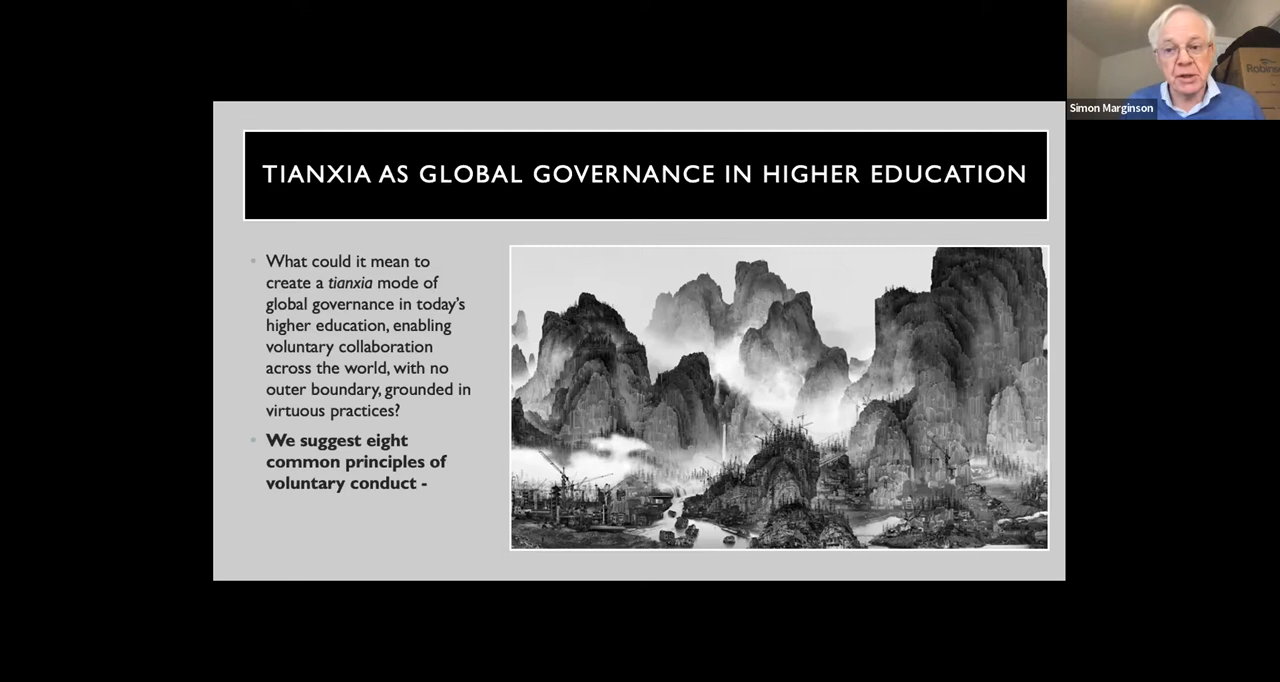 Simon Marginson
TIANXIA AS GLOBAL GOVERNANCE IN HIGHER EDUCATION
What could it mean to
create a tianxia mode of
global governance in today's
higher education, enabling
voluntary collaboration
across the world, with no
outer boundary, grounded in
virtuous practices?
We suggest eight
common principles of
voluntary conduct -